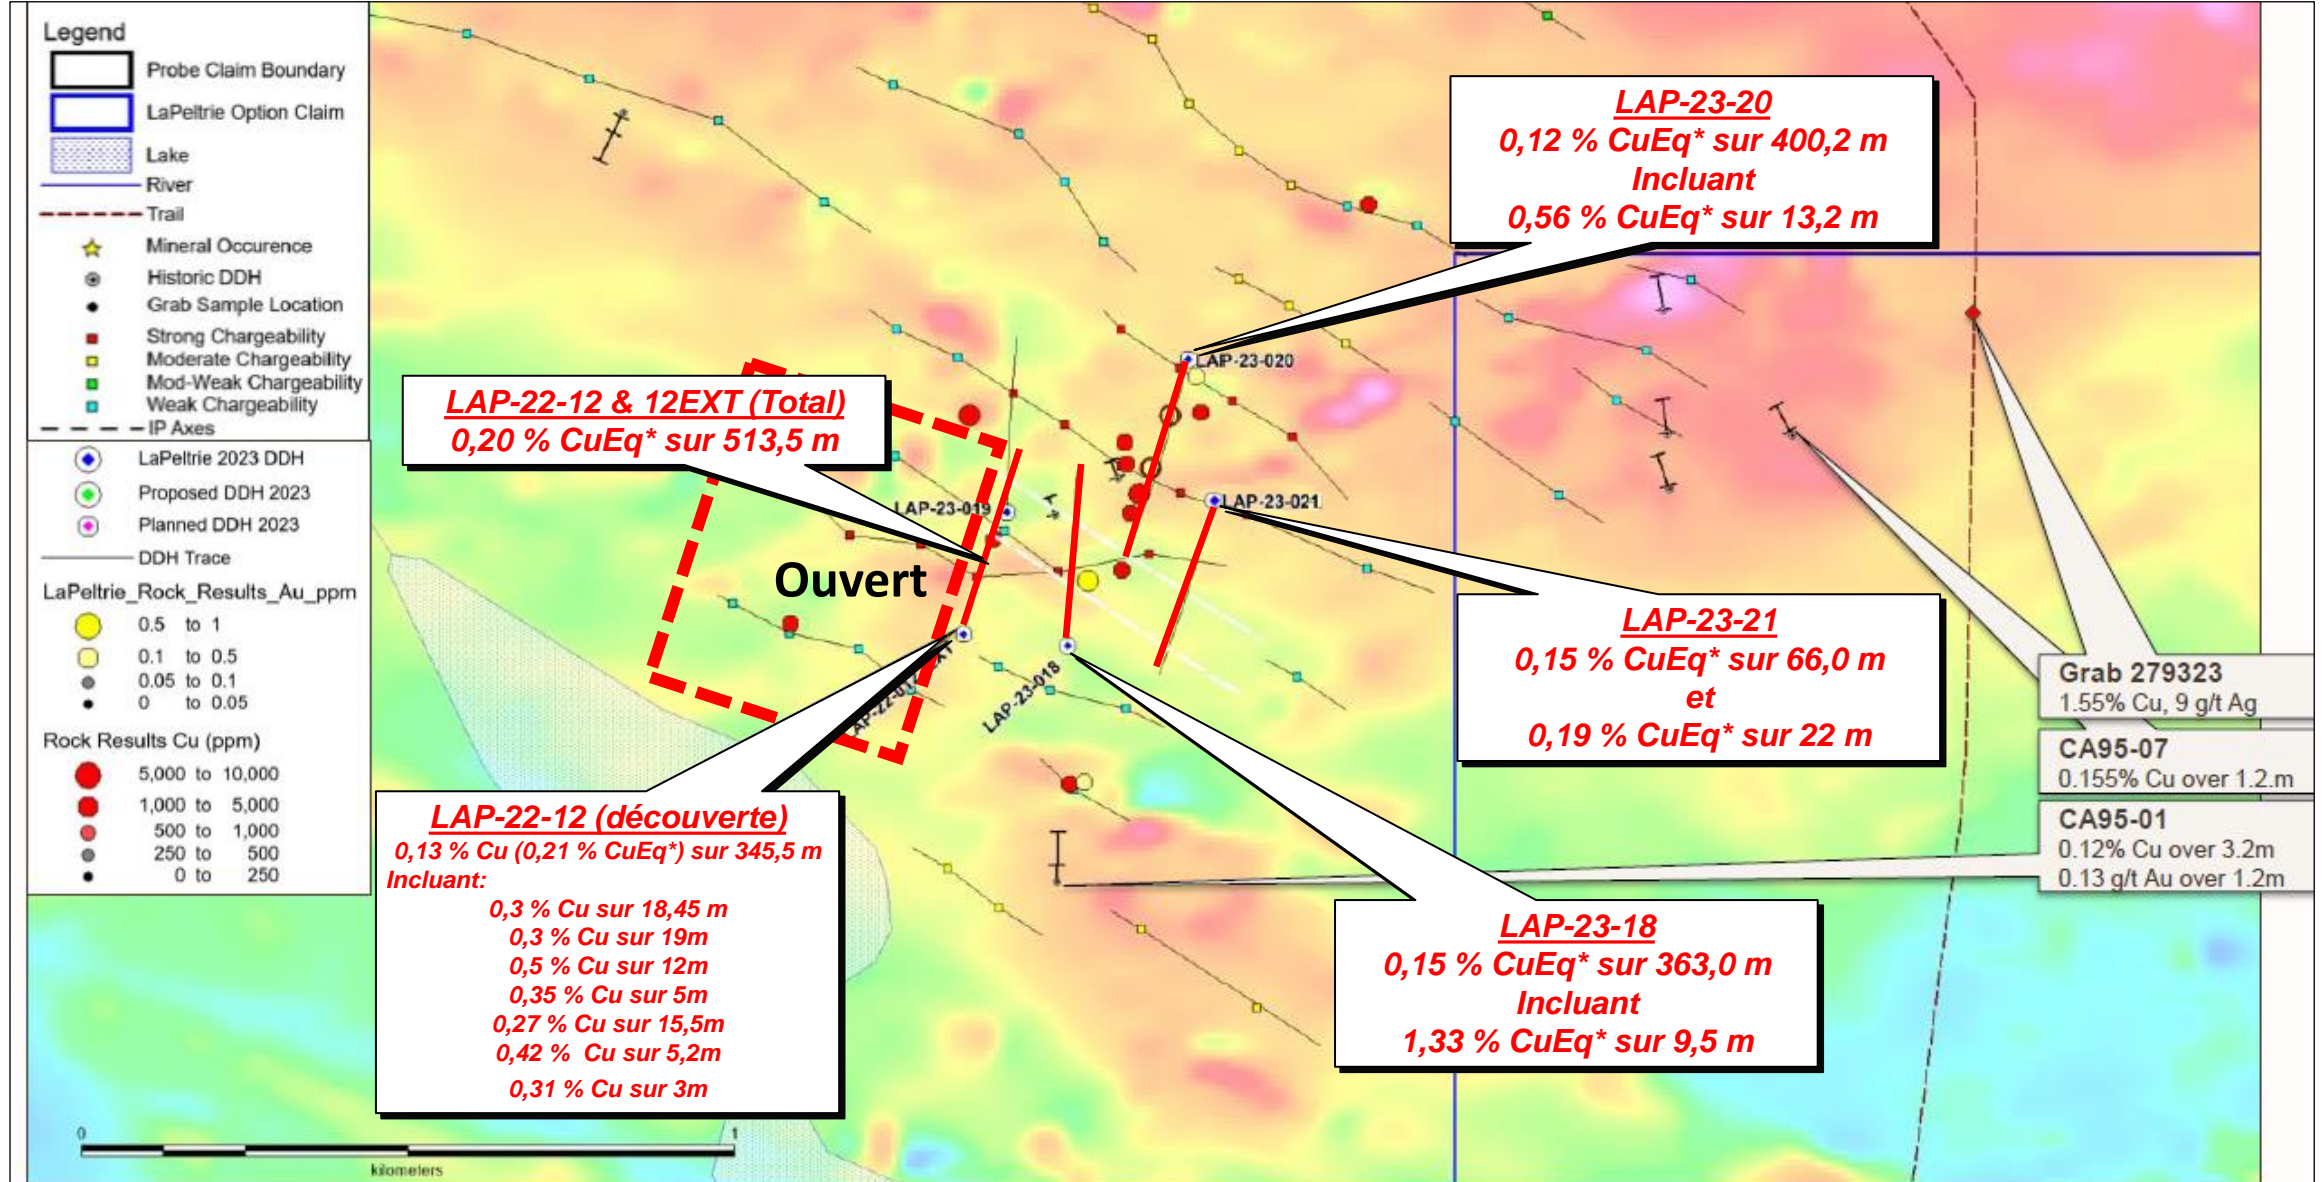 Legend
Probe Claim Boundary
LaPeltrie Option Claim
Lake
River
Trail
Mineral Occurence
Historic DDH
Grab Sample Location
Strong Chargeability
Moderate Chargeability
Mod-Weak Chargeability
Weak Chargeability
IP Axes
LaPeltrie 2023 DDH
Proposed DDH 2023
Planned DDH 2023
DDH Trace
LaPeltrie_Rock_Results_Au_ppm
0.5 to 1
0.1 to 0.5
0.05 to 0.1
0 to 0.05
Rock Results Cu (ppm)
5,000 to 10,000
1,000 to 5,000
500 to 1,000
250 to 500
0 to 250
0 1
kilometers
LAP-23-20
0,12 % CuEq* sur 400,2 m
Incluant
0,56 % CuEq* sur 13,2 m
LAP-23-020
LAP-22-12 & 12EXT (Total)
0,20 % CuEq* sur 513,5 m
LAP-23-019
LAP-23-021
Ouvert
LAP-23-018
LAP-23-21
0,15 % CuEq* sur 66,0 m
et
0,19 % CuEq* sur 22 m
Grab 279323
1.55% Cu, 9 g/t Ag
CA95-07
0.155% Cu over 1.2.m
CA95-01
0.12% Cu over 3.2m
0.13 g/t Au over 1.2m
LAP-22-12 (découverte)
0,13 % Cu (0,21 % CuEq*) sur 345,5 m
Incluant:
0,3 % Cu sur 18,45 m
0,3 % Cu sur 19m
0,5 % Cu sur 12m
0,35 % Cu sur 5m
0,27 % Cu sur 15,5m
0,42 % Cu sur 5,2m
0,31 % Cu sur 3m
LAP-23-18
0,15 % CuEq* sur 363,0 m
Incluant
1,33 % CuEq* sur 9,5 m